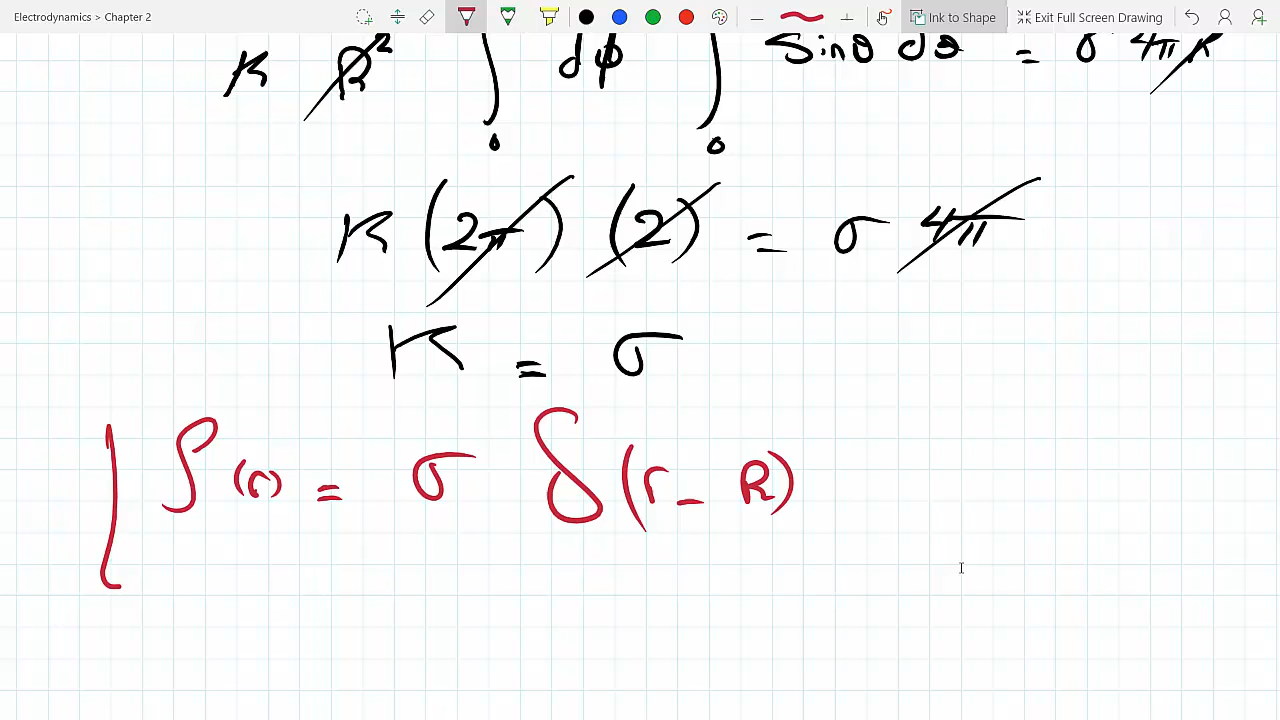 Electrodynamics > Chapter 2
Ink to Shape
Exit Full Screen Drawing
K R² ∫₀ dφ ∫₀ Sinθ dθ = σ 4π R
K (2π) (2) = σ 4π
K = σ
ρ(r) = σ δ(r - R)